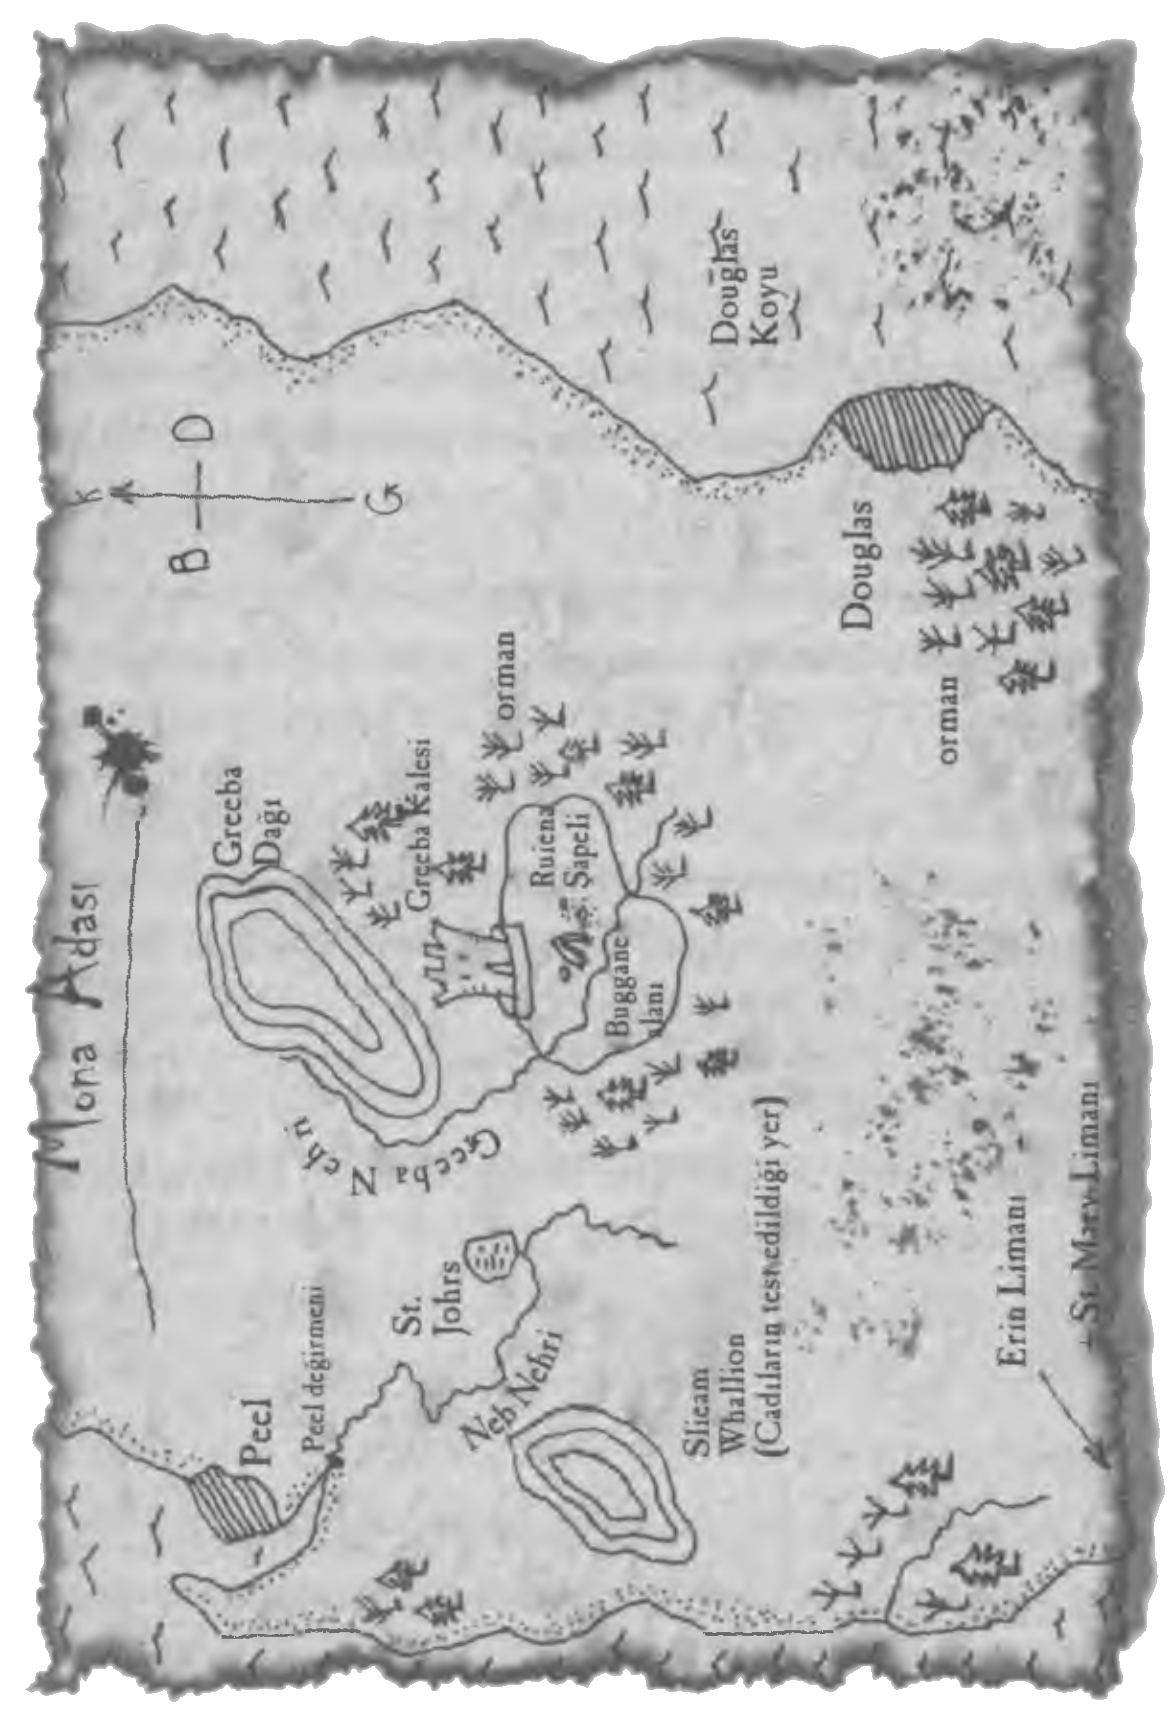 Mona Adası
K
B
D
G
Peel
Peel değirmeni
St.
Johrs
Neb Nehri
Greeba Nehri
Greeba
Dağı
Greeba Kalesi
orman
Ruiena
Şapeli
Buggane
alanı
Slieam
Whallion
(Cadıların test edildiği yer)
Douglas
Koyu
Douglas
orman
Erin Limanı
St. Mary Limanı